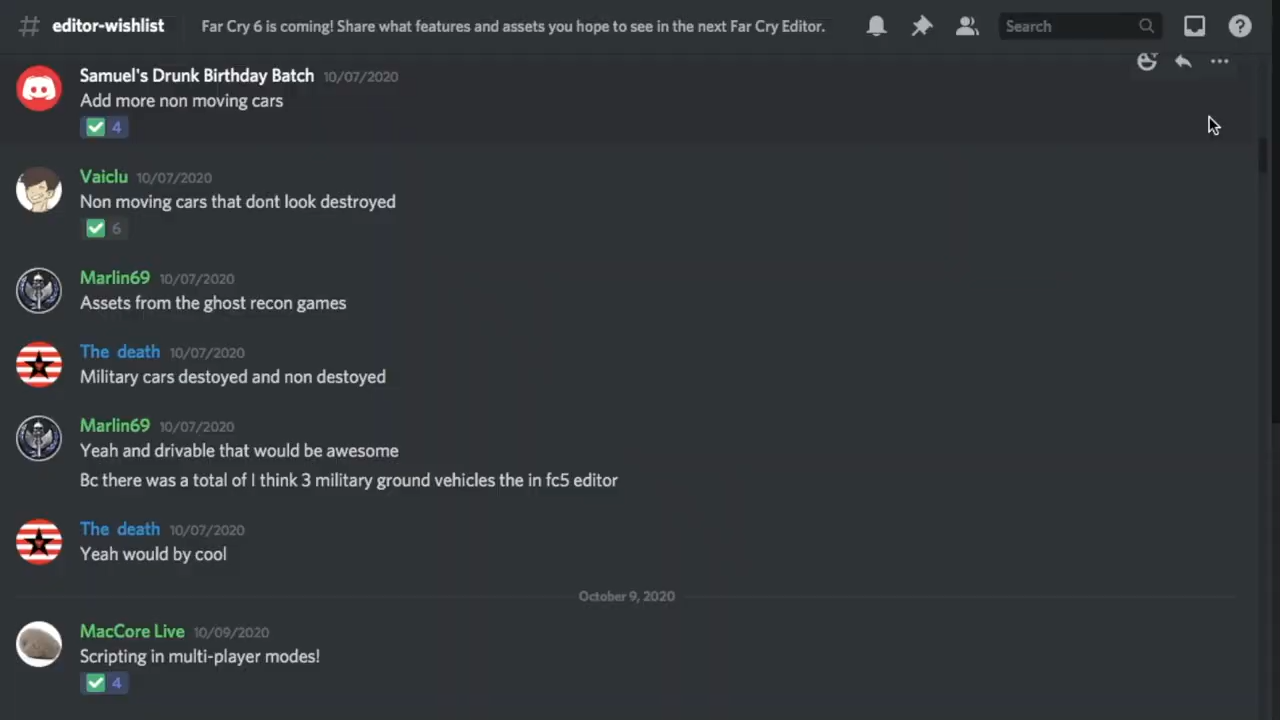 # editor-wishlist
Far Cry 6 is coming! Share what features and assets you hope to see in the next Far Cry Editor.
Search
Samuel's Drunk Birthday Batch 10/07/2020
Add more non moving cars
4
Vaiclu 10/07/2020
Non moving cars that dont look destroyed
6
Marlin69 10/07/2020
Assets from the ghost recon games
The death 10/07/2020
Military cars destoyed and non destoyed
Marlin69 10/07/2020
Yeah and drivable that would be awesome
Bc there was a total of I think 3 military ground vehicles the in fc5 editor
The death 10/07/2020
Yeah would by cool
October 9, 2020
MacCore Live 10/09/2020
Scripting in multi-player modes!
4